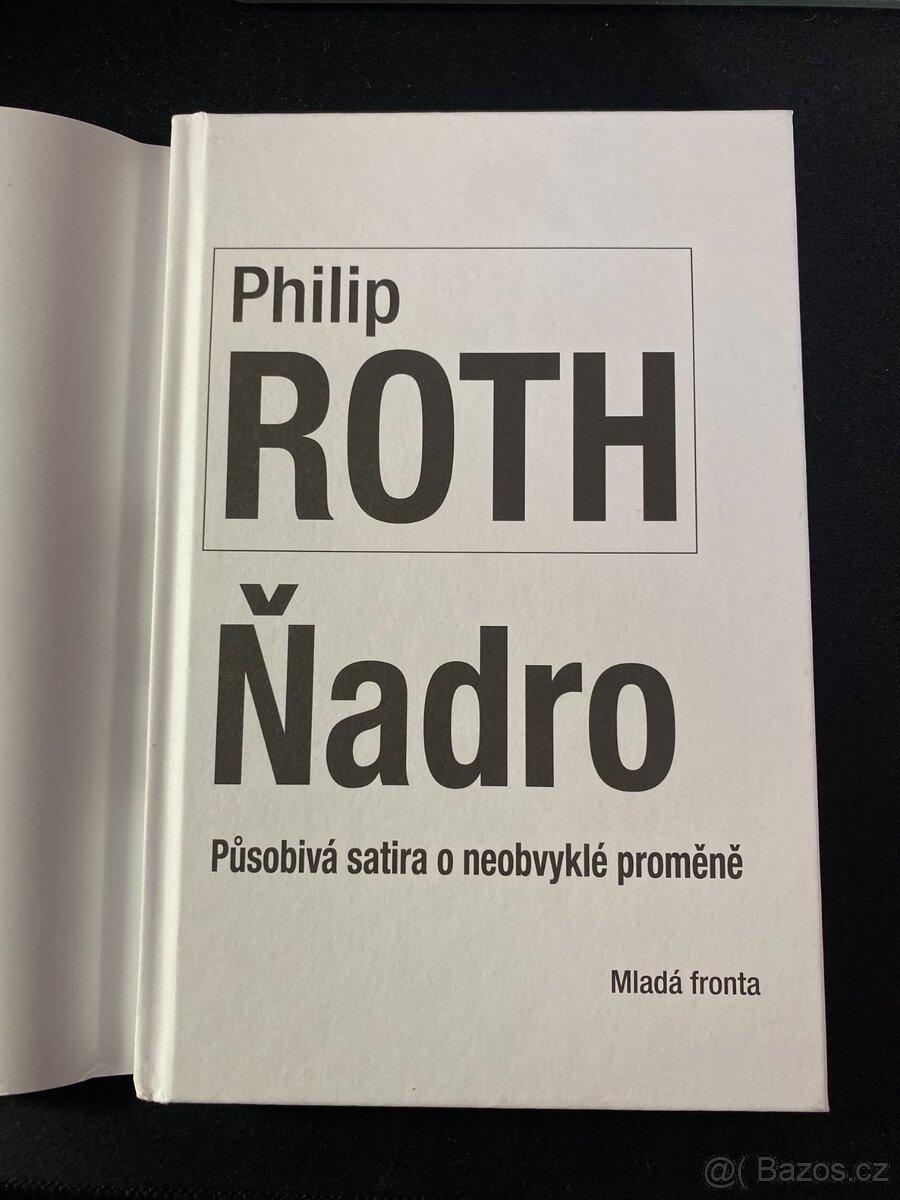 Philip
ROTH
Ňadro
Působivá satira o neobvyklé proměně
Mladá fronta
@( Bazos.cz